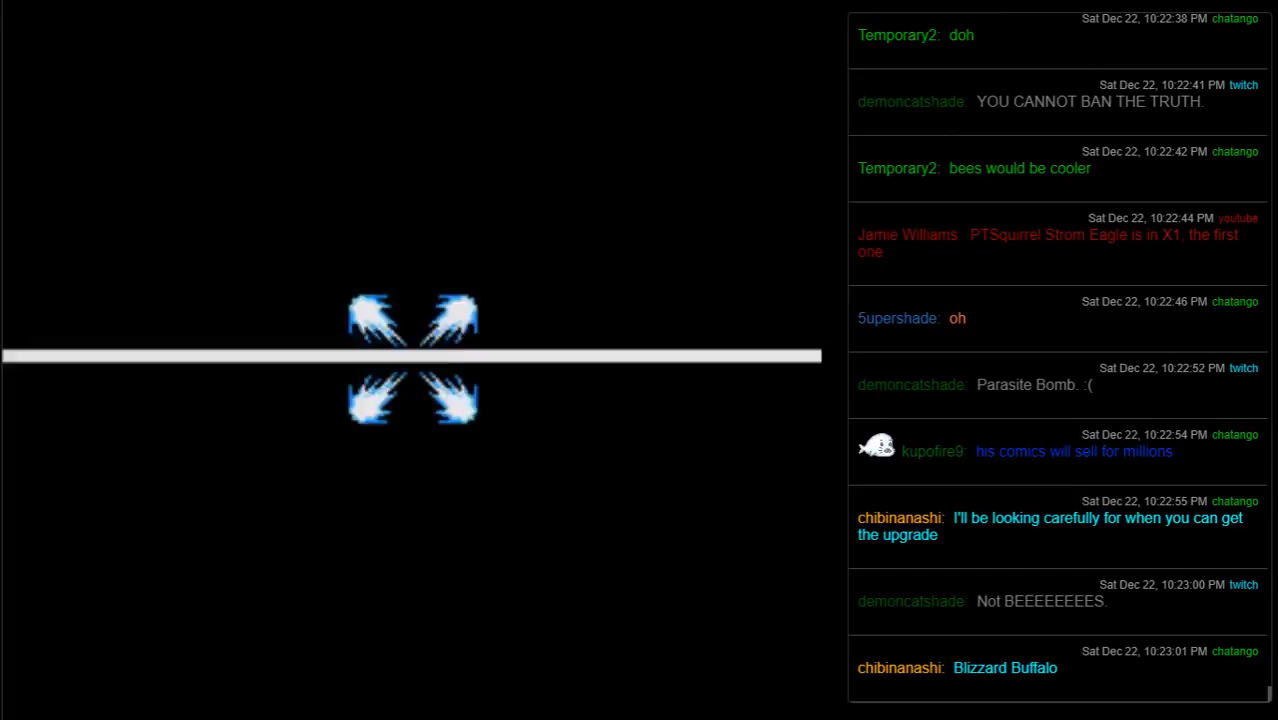 Sat Dec 22, 10:22:38 PM chatango
Temporary2: doh
Sat Dec 22, 10:22:41 PM twitch
demoncatshade: YOU CANNOT BAN THE TRUTH.
Sat Dec 22, 10:22:42 PM chatango
Temporary2: bees would be cooler
Sat Dec 22, 10:22:44 PM youtube
Jamie Williams: PTSquirrel Strom Eagle is in X1, the first
one
Sat Dec 22, 10:22:46 PM chatango
5upershade: oh
Sat Dec 22, 10:22:52 PM twitch
demoncatshade: Parasite Bomb. :(
Sat Dec 22, 10:22:54 PM chatango
kupofire9: his comics will sell for millions
Sat Dec 22, 10:22:55 PM chatango
chibinanashi: I'll be looking carefully for when you can get
the upgrade
Sat Dec 22, 10:23:00 PM twitch
demoncatshade: Not BEEEEEEEES.
Sat Dec 22, 10:23:01 PM chatango
chibinanashi: Blizzard Buffalo